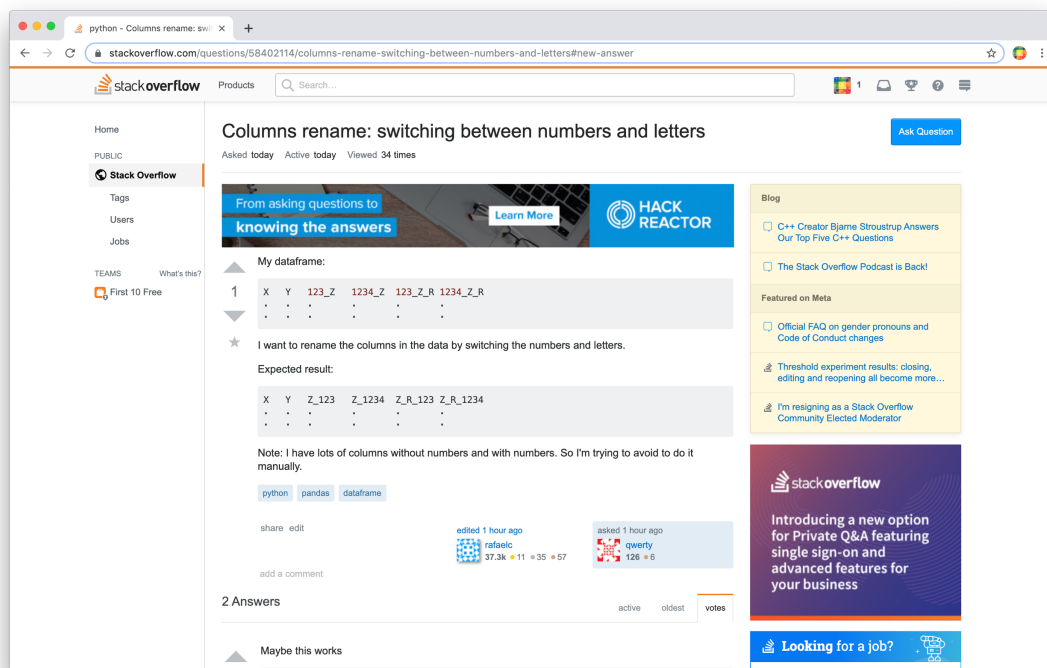 python - Columns rename: swi
stackoverflow.com/questions/58402114/columns-rename-switching-between-numbers-and-letters#new-answer
stackoverflow
Products
Search...
1
Home
PUBLIC
Stack Overflow
Tags
Users
Jobs
TEAMS What's this?
First 10 Free
Columns rename: switching between numbers and letters
Ask Question
Asked today Active today Viewed 34 times
From asking questions to
knowing the answers
Learn More
HACK
REACTOR
My dataframe:
1
X Y 123_Z 1234_Z 123_Z_R 1234_Z_R
. . . . . .
. . . . . .
I want to rename the columns in the data by switching the numbers and letters.
Expected result:
X Y Z_123 Z_1234 Z_R_123 Z_R_1234
. . . . . .
. . . . . .
Note: I have lots of columns without numbers and with numbers. So I'm trying to avoid to do it
manually.
python pandas dataframe
share edit
edited 1 hour ago
rafaelc
37.3k 11 35 57
asked 1 hour ago
qwerty
126 6
add a comment
2 Answers
active oldest votes
Maybe this works
Blog
C++ Creator Bjarne Stroustrup Answers
Our Top Five C++ Questions
The Stack Overflow Podcast is Back!
Featured on Meta
Official FAQ on gender pronouns and
Code of Conduct changes
Threshold experiment results: closing,
editing and reopening all become more…
I'm resigning as a Stack Overflow
Community Elected Moderator
stackoverflow
Introducing a new option
for Private Q&A featuring
single sign-on and
advanced features for
your business
Looking for a job?